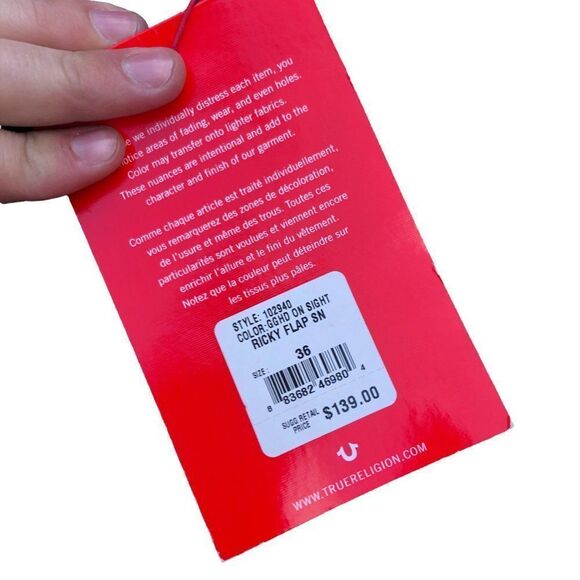 we individually distress each item, you
notice areas of fading, wear, and even holes.
Color may transfer onto lighter fabrics.
These nuances are intentional and add to the
character and finish of our garment.
Comme chaque article est traité individuellement,
vous remarquerez des zones de décoloration,
de l'usure et même des trous. Toutes ces
particularités sont voulues et viennent encore
enrichir l'allure et le fini du vêtement.
Notez que la couleur peut déteindre sur
les tissus plus pâles.
STYLE: 102940
COLOR:GGHD ON SIGHT
RICKY FLAP SN
SIZE: 36
8 83682 46980 4
SUGG.RETAIL PRICE $139.00
WWW.TRUERELIGION.COM